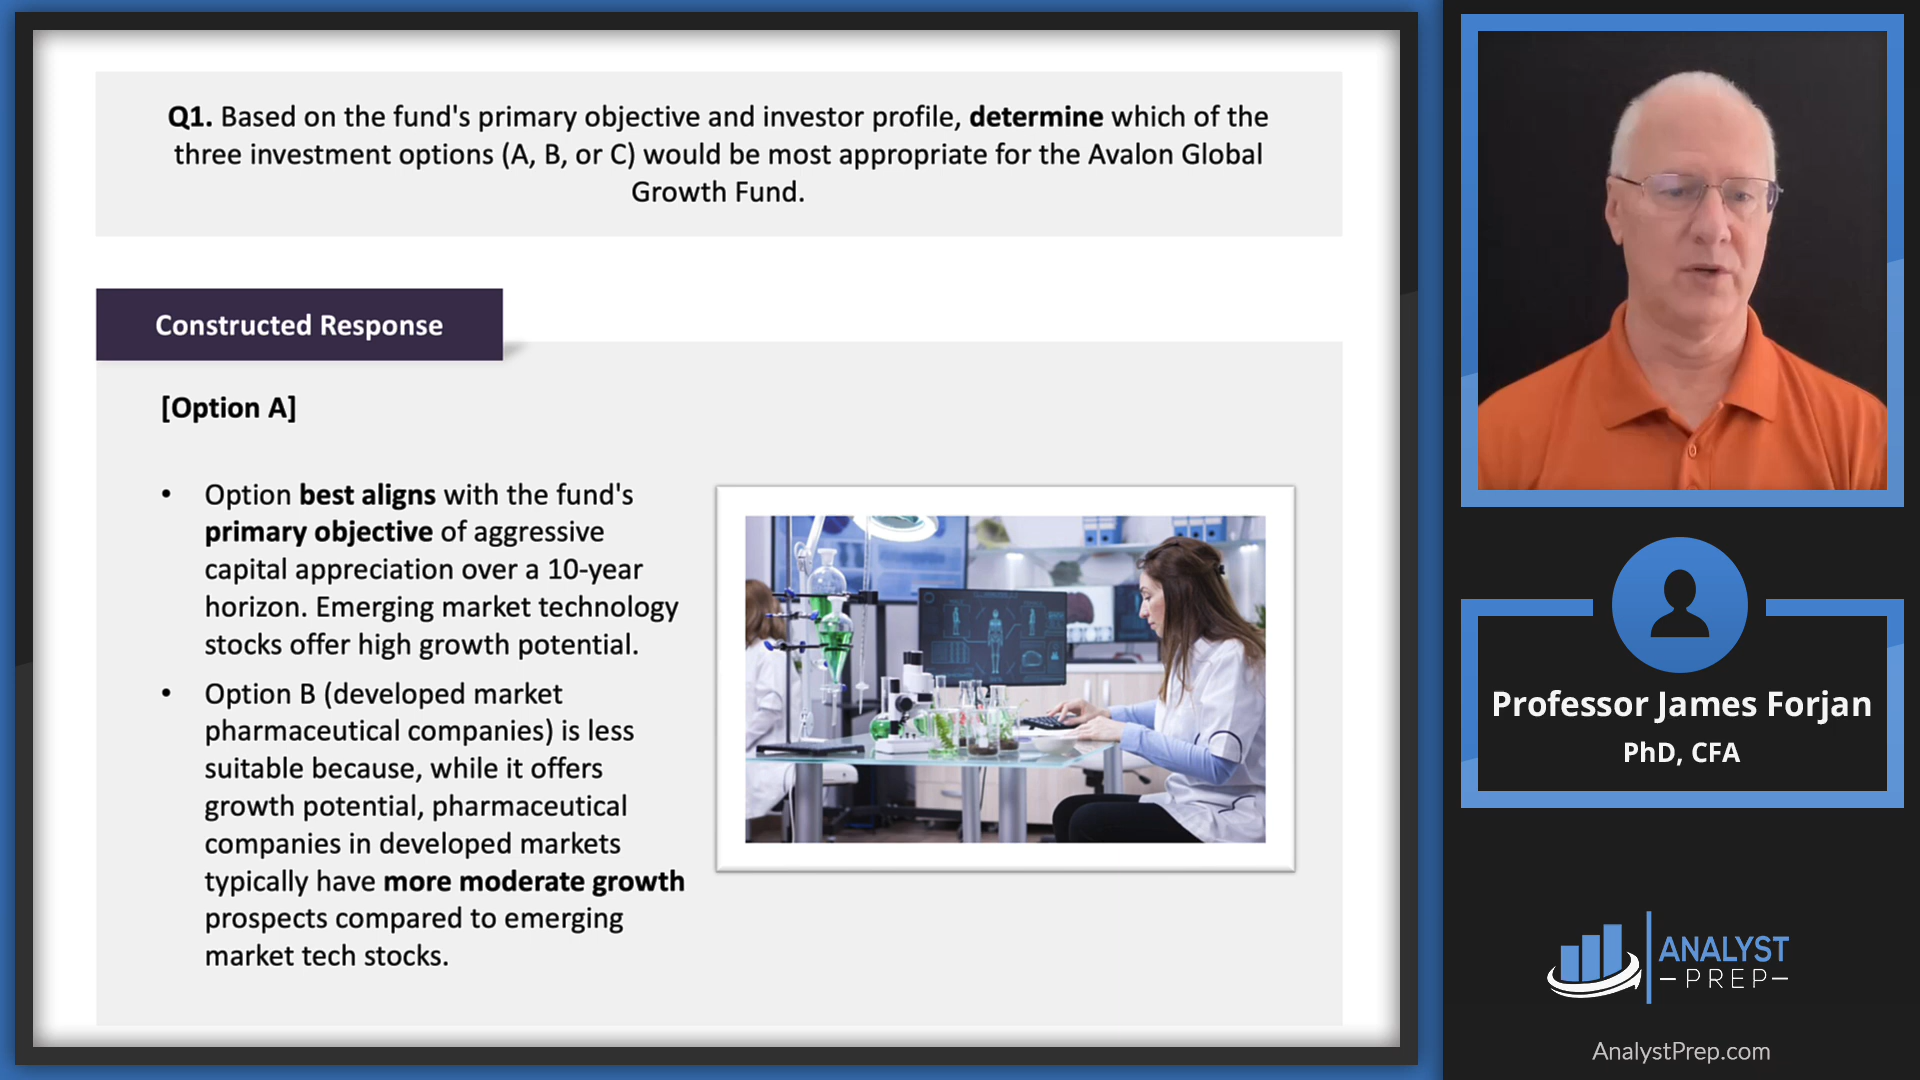 Q1. Based on the fund's primary objective and investor profile, determine which of the
three investment options (A, B, or C) would be most appropriate for the Avalon Global
Growth Fund.
Constructed Response
[Option A]
• Option best aligns with the fund's
primary objective of aggressive
capital appreciation over a 10-year
horizon. Emerging market technology
stocks offer high growth potential.
• Option B (developed market
pharmaceutical companies) is less
suitable because, while it offers
growth potential, pharmaceutical
companies in developed markets
typically have more moderate growth
prospects compared to emerging
market tech stocks.
Professor James Forjan
PhD, CFA
ANALYST
PREP
AnalystPrep.com